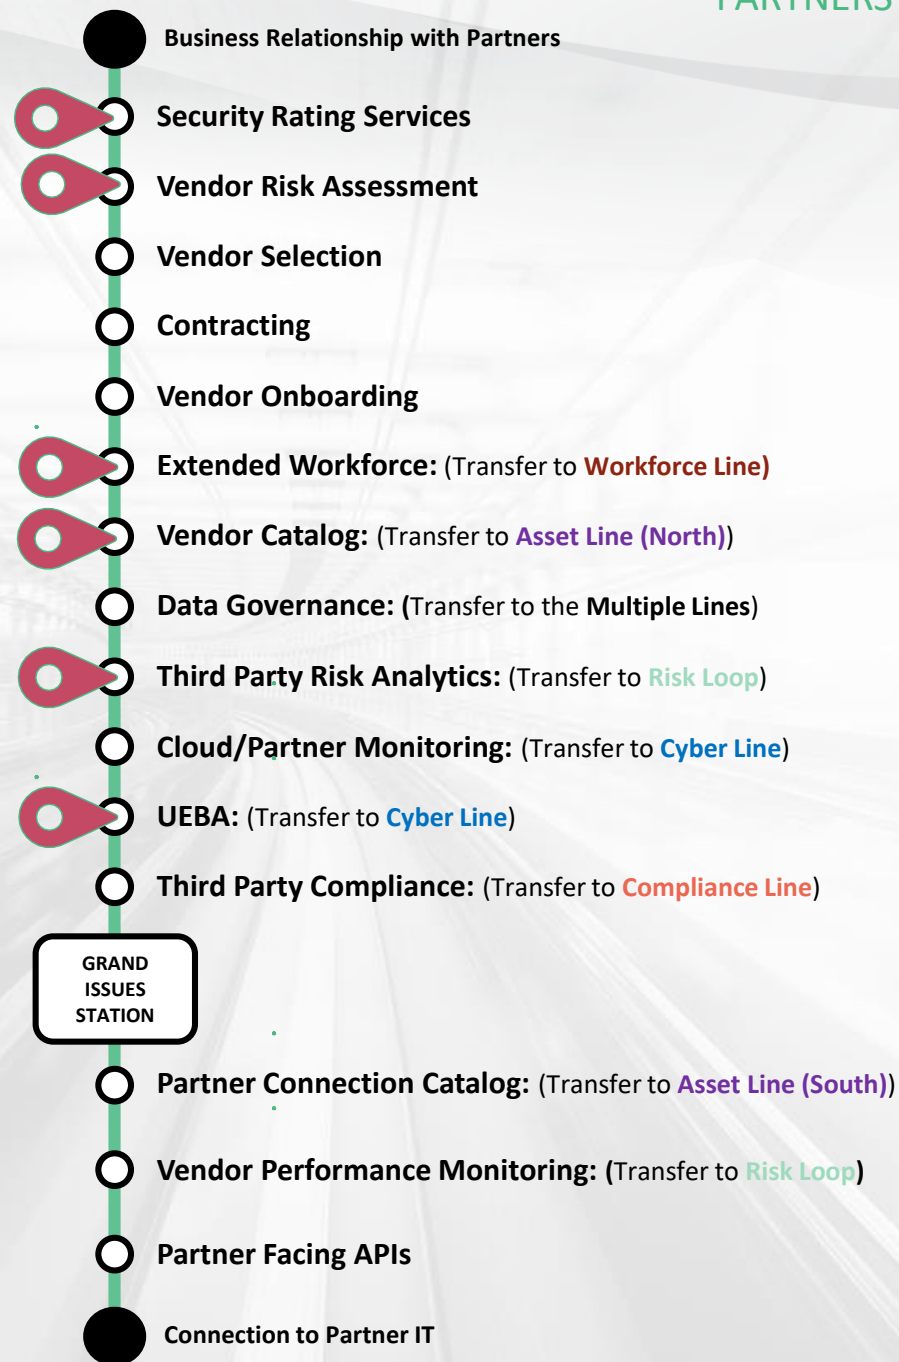 PARTNERS
Business Relationship with Partners
Security Rating Services
Vendor Risk Assessment
Vendor Selection
Contracting
Vendor Onboarding
Extended Workforce: (Transfer to Workforce Line)
Vendor Catalog: (Transfer to Asset Line (North))
Data Governance: (Transfer to the Multiple Lines)
Third Party Risk Analytics: (Transfer to Risk Loop)
Cloud/Partner Monitoring: (Transfer to Cyber Line)
UEBA: (Transfer to Cyber Line)
Third Party Compliance: (Transfer to Compliance Line)
GRAND
ISSUES
STATION
Partner Connection Catalog: (Transfer to Asset Line (South))
Vendor Performance Monitoring: (Transfer to Risk Loop)
Partner Facing APIs
Connection to Partner IT